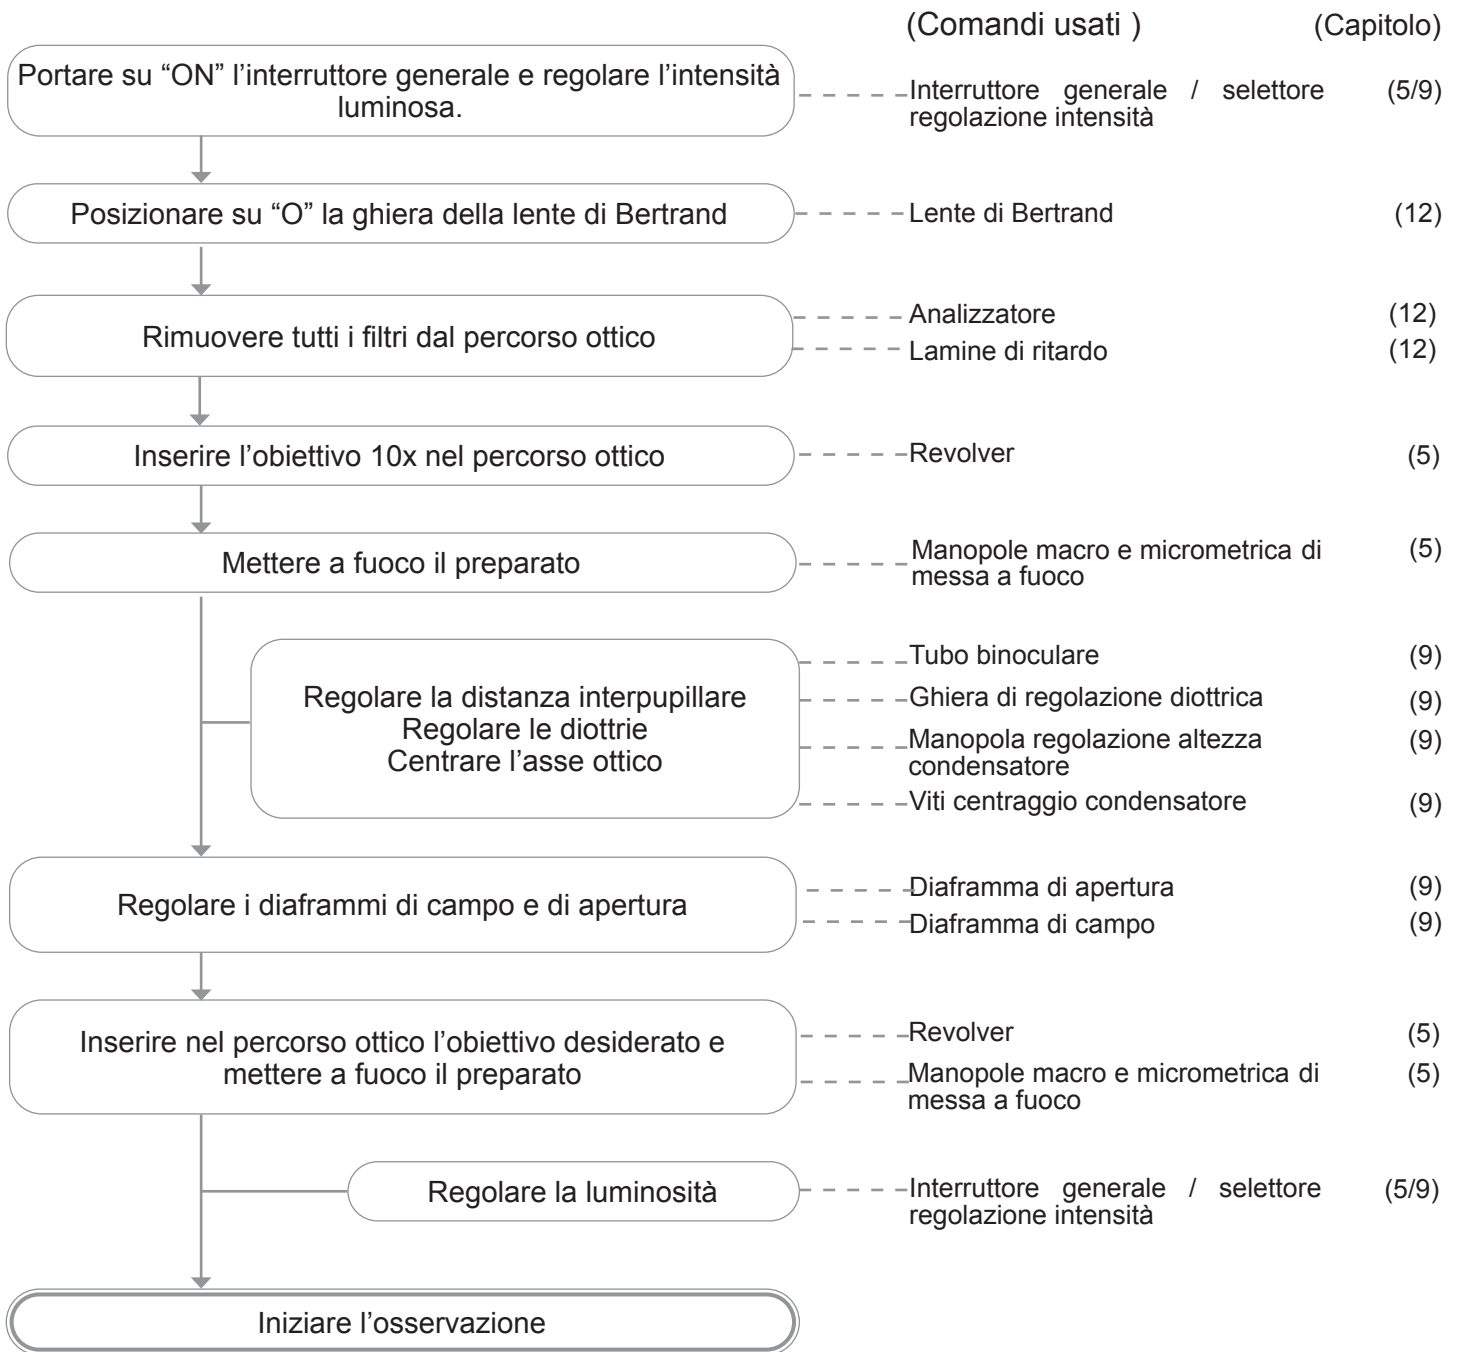 (Comandi usati ) (Capitolo)
Portare su “ON” l’interruttore generale e regolare l’intensità
luminosa.
Interruttore generale / selettore (5/9)
regolazione intensità
Posizionare su “O” la ghiera della lente di Bertrand
Lente di Bertrand (12)
Rimuovere tutti i filtri dal percorso ottico
Analizzatore (12)
Lamine di ritardo (12)
Inserire l’obiettivo 10x nel percorso ottico
Revolver (5)
Mettere a fuoco il preparato
Manopole macro e micrometrica di (5)
messa a fuoco
Regolare la distanza interpupillare
Regolare le diottrie
Centrare l’asse ottico
Tubo binoculare (9)
Ghiera di regolazione diottrica (9)
Manopola regolazione altezza (9)
condensatore
Viti centraggio condensatore (9)
Regolare i diaframmi di campo e di apertura
Diaframma di apertura (9)
Diaframma di campo (9)
Inserire nel percorso ottico l’obiettivo desiderato e
mettere a fuoco il preparato
Revolver (5)
Manopole macro e micrometrica di (5)
messa a fuoco
Regolare la luminosità
Interruttore generale / selettore (5/9)
regolazione intensità
Iniziare l’osservazione